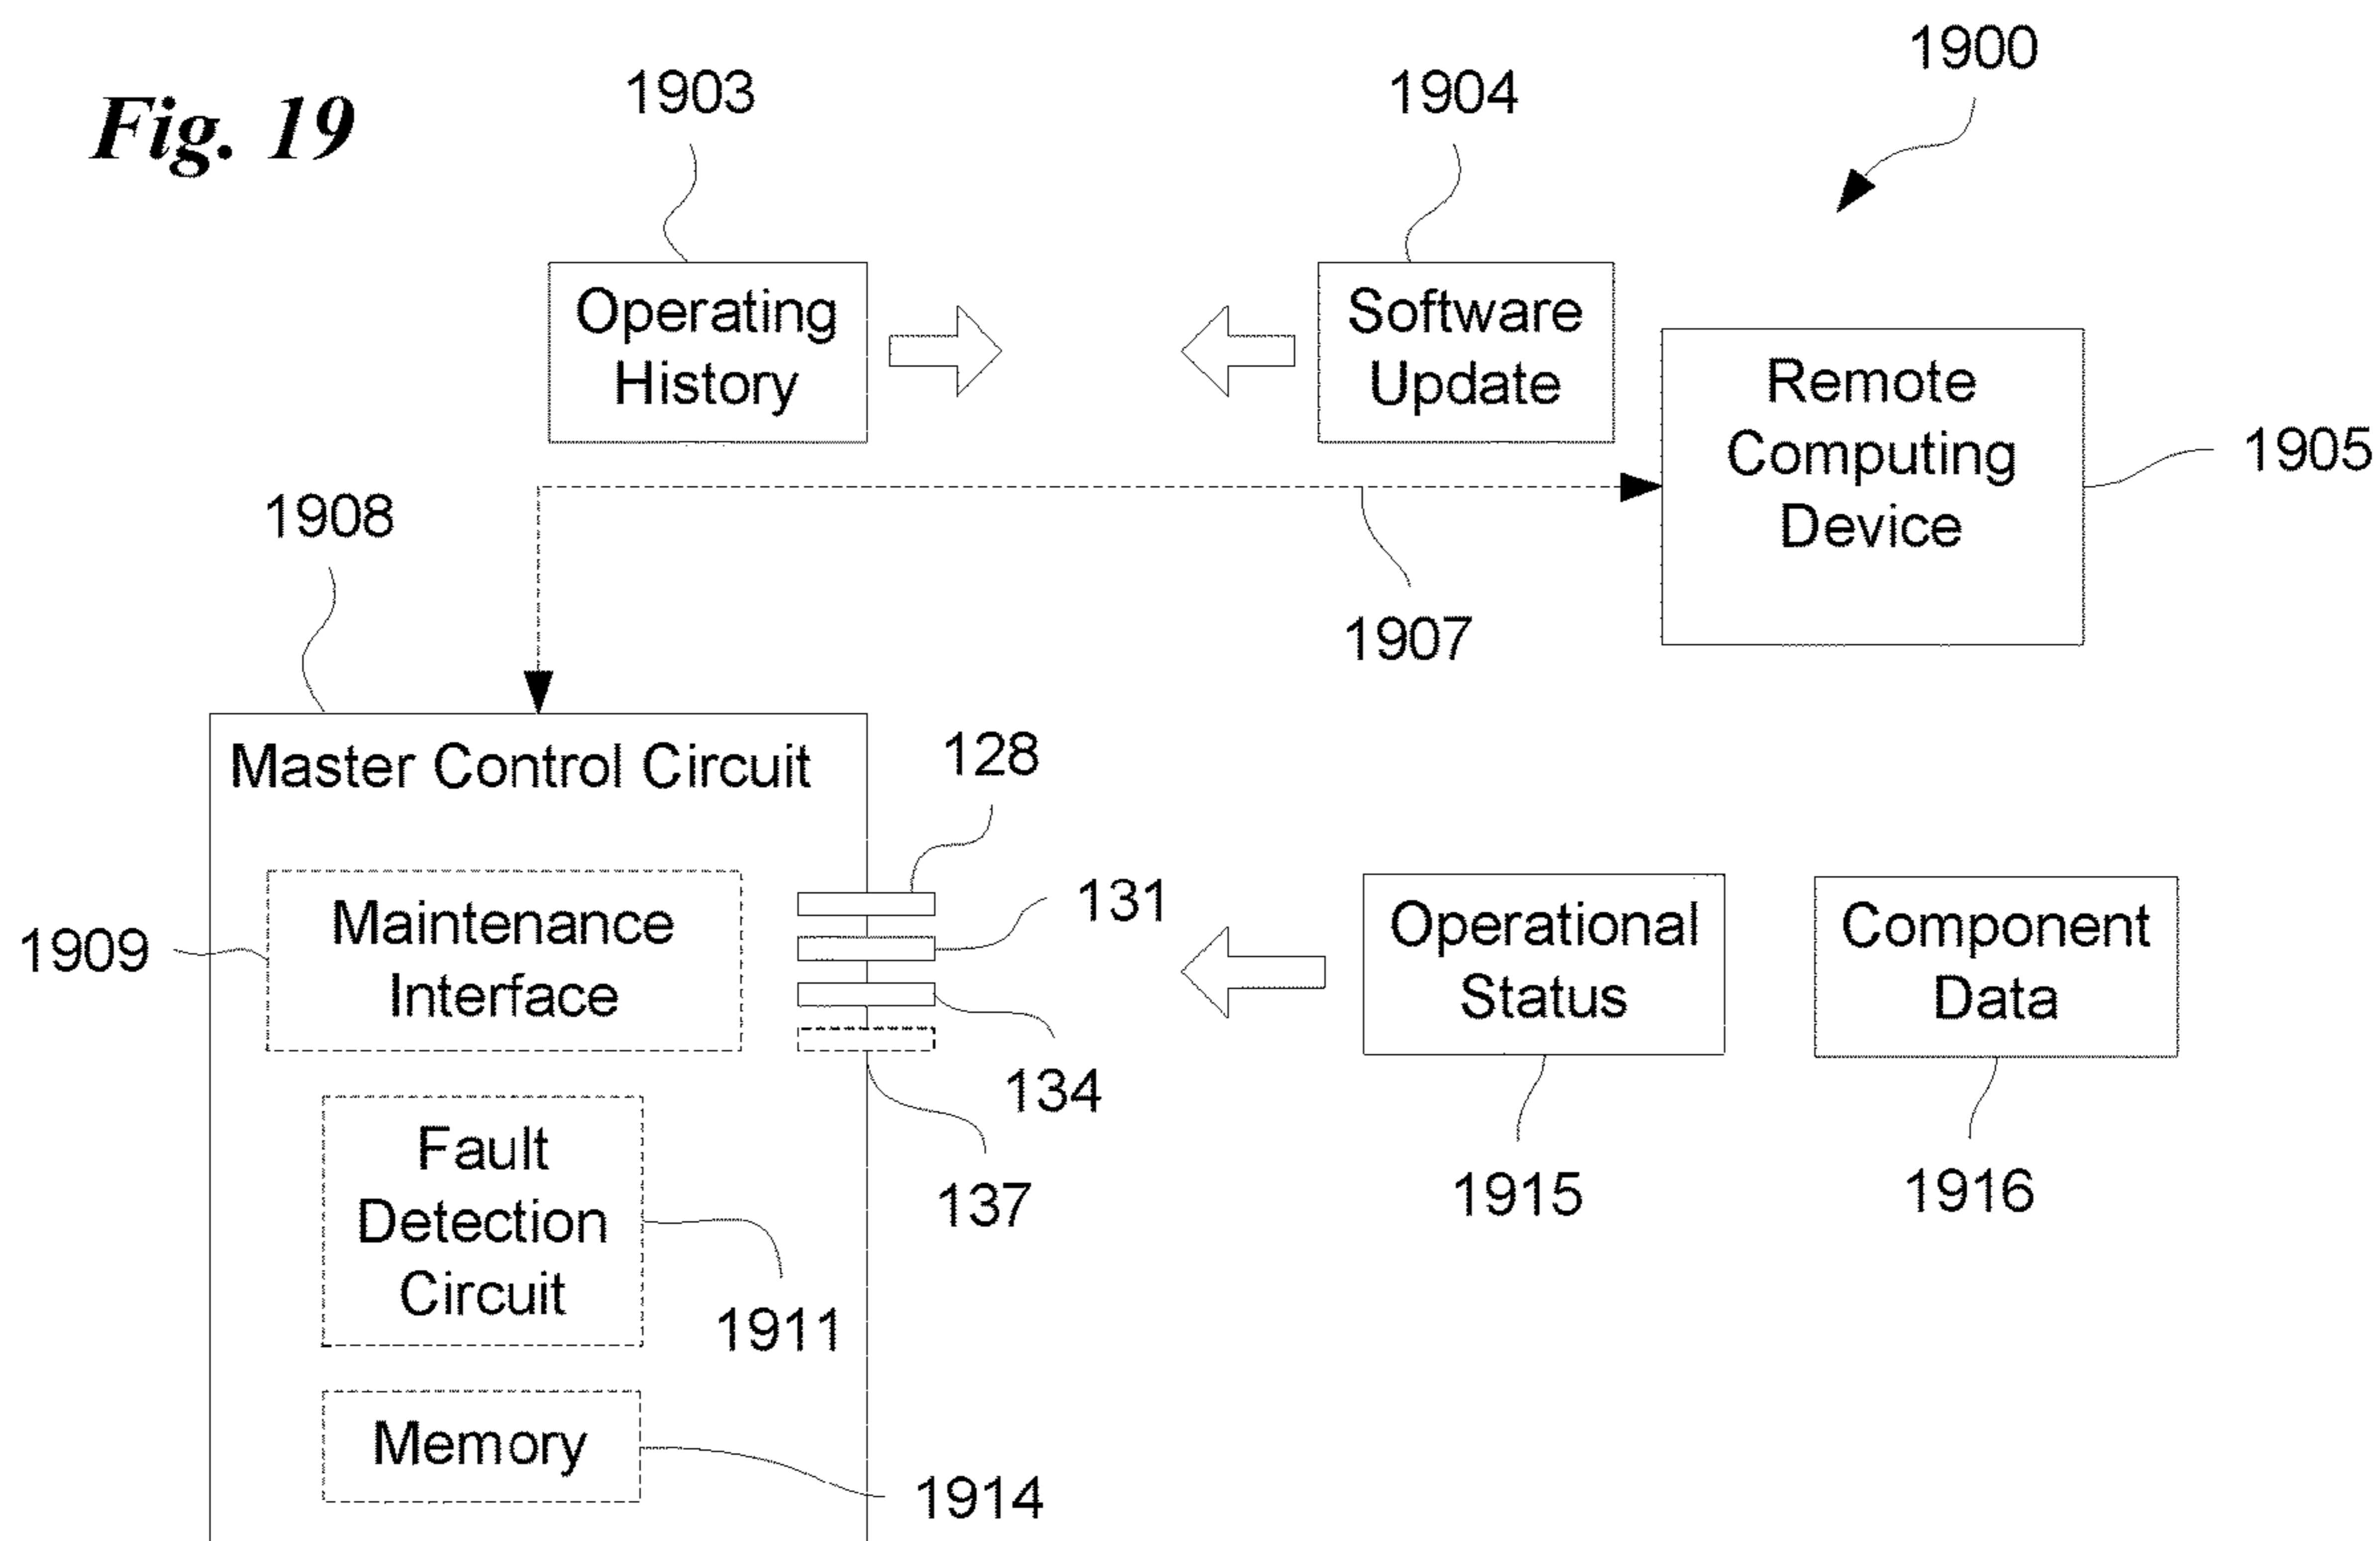 Fig. 19
1900
1903
1904
Operating
History
Software
Update
Remote
Computing
Device
1905
1907
1908
Master Control Circuit
128
131
134
137
Maintenance
Interface
1909
Fault
Detection
Circuit
1911
Memory
1914
Operational
Status
1915
Component
Data
1916